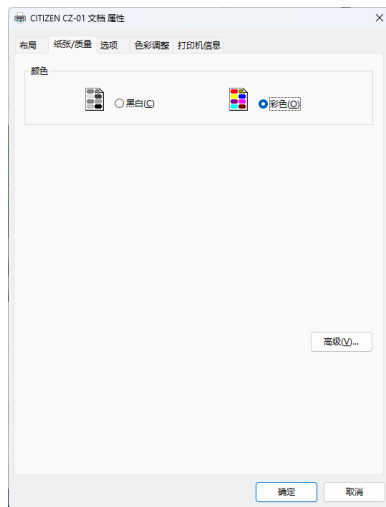 CITIZEN CZ-01 文档 属性
布局 纸张/质量 选项 色彩调整 打印机信息
颜色
黑白(C) 彩色(O)
高级(V)...
确定 取消